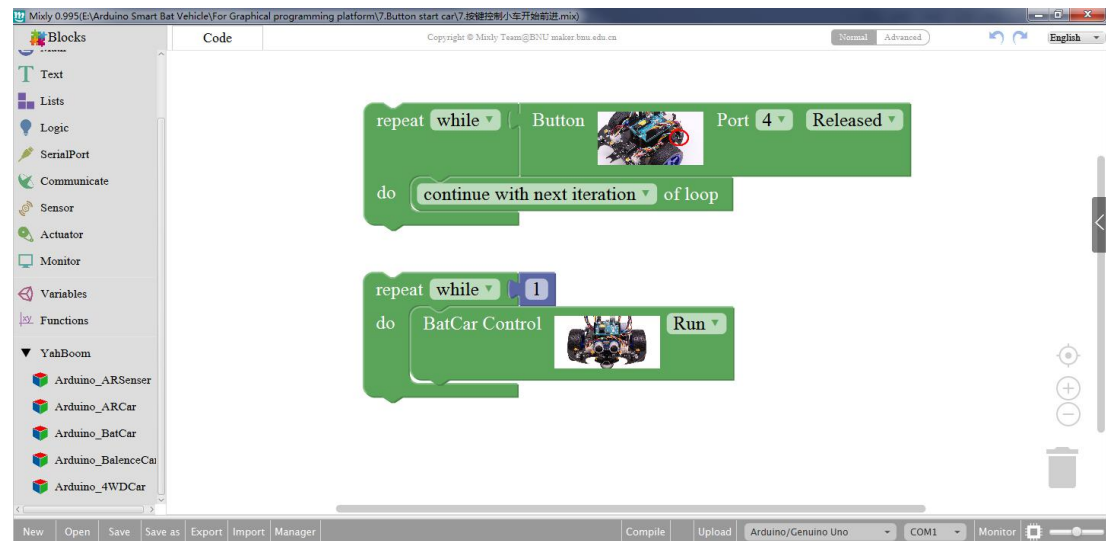 Mixly 0.995(E:\Arduino Smart Bat Vehicle\For Graphical programming platform\7.Button start car\7.按键控制小车开始前进.mix)
Blocks
Code
Copyright © Mixly Team@BNU maker.bnu.edu.cn
Normal Advanced
English
Text
Lists
Logic
SerialPort
Communicate
Sensor
Actuator
Monitor
Variables
Functions
YahBoom
Arduino_ARSenser
Arduino_ARCar
Arduino_BatCar
Arduino_BalenceCar
Arduino_4WDCar
repeat while Button Port 4 Released
do continue with next iteration of loop
repeat while 1
do BatCar Control Run
New Open Save Save as Export Import Manager Compile Upload Arduino/Genuino Uno COM1 Monitor